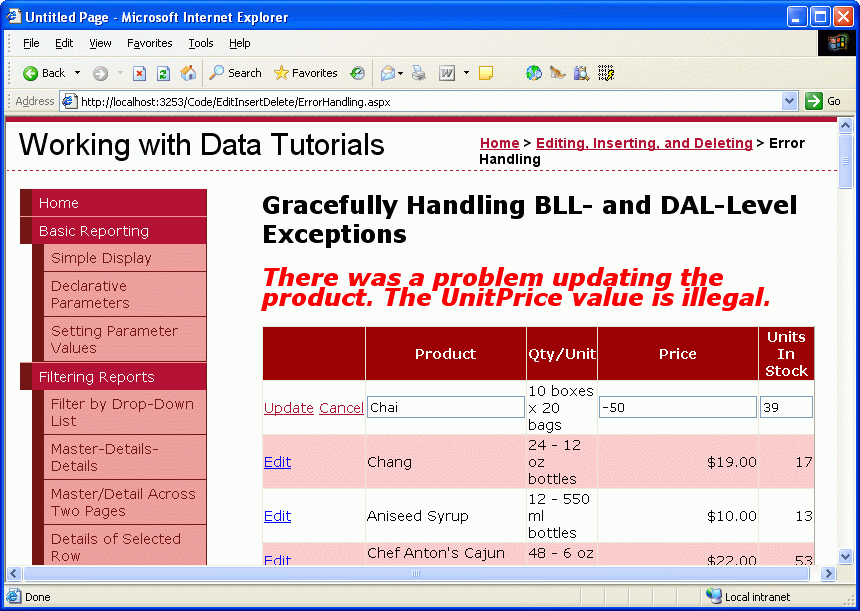 Untitled Page - Microsoft Internet Explorer
File Edit View Favorites Tools Help
Back Search Favorites
Address http://localhost:3253/Code/EditInsertDelete/ErrorHandling.aspx Go
Working with Data Tutorials
Home > Editing, Inserting, and Deleting > Error
Handling
Home
Basic Reporting
Simple Display
Declarative
Parameters
Setting Parameter
Values
Filtering Reports
Filter by Drop-Down
List
Master-Details-
Details
Master/Detail Across
Two Pages
Details of Selected
Row
Gracefully Handling BLL- and DAL-Level
Exceptions
There was a problem updating the
product. The UnitPrice value is illegal.
Product Qty/Unit Price Units
In
Stock
Update Cancel Chai 10 boxes
x 20
bags -50 39
Edit Chang 24 - 12
oz
bottles $19.00 17
Edit Aniseed Syrup 12 - 550
ml
bottles $10.00 13
Edit Chef Anton's Cajun 48 - 6 oz $22.00 53
Done Local intranet